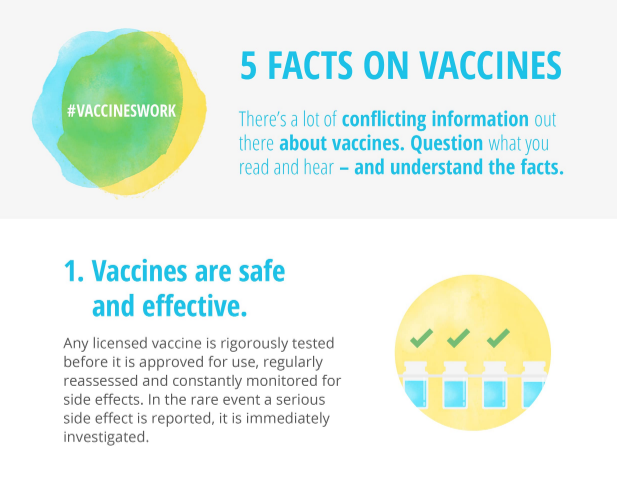 #VACCINESWORK
5 FACTS ON VACCINES
There's a lot of conflicting information out
there about vaccines. Question what you
read and hear – and understand the facts.
1. Vaccines are safe
and effective.
Any licensed vaccine is rigorously tested
before it is approved for use, regularly
reassessed and constantly monitored for
side effects. In the rare event a serious
side effect is reported, it is immediately
investigated.